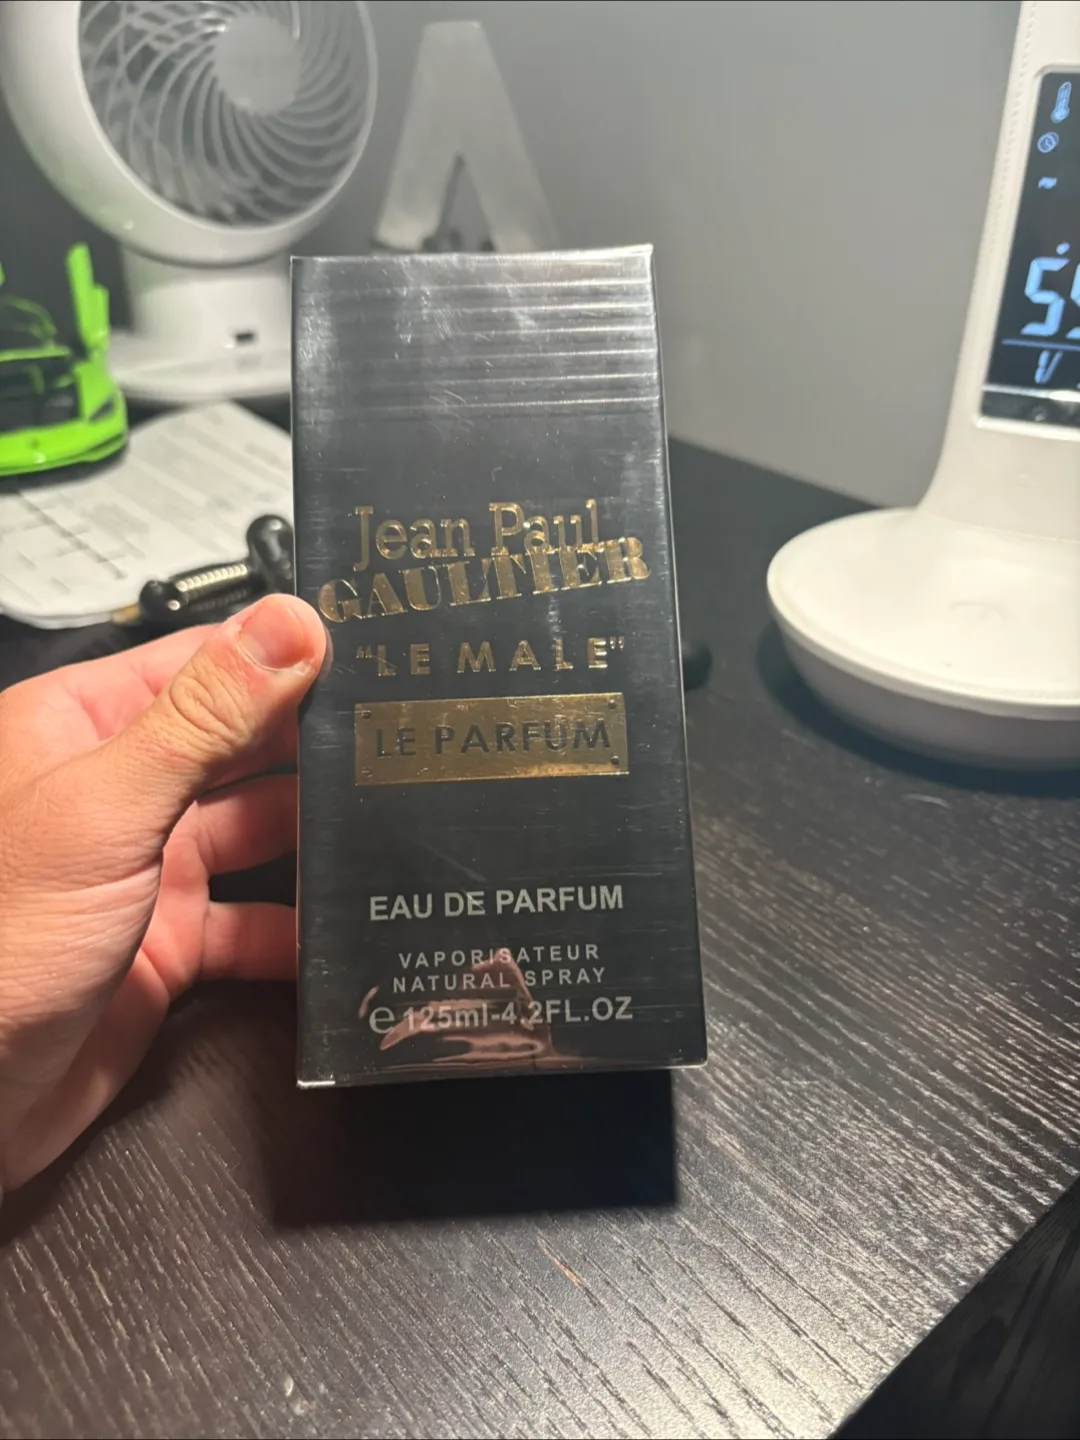 Jean Paul
GAULTIER
"LE MALE"
LE PARFUM
EAU DE PARFUM
VAPORISATEUR
NATURAL SPRAY
℮ 125ml-4.2FL.OZ